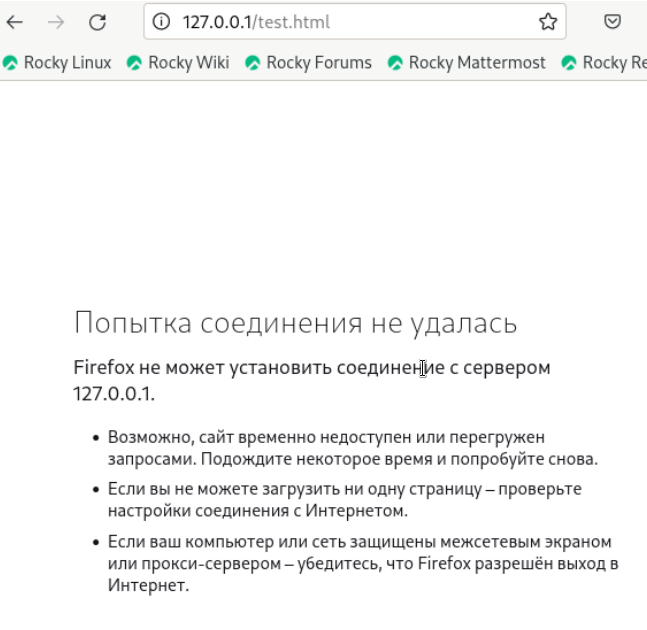 127.0.0.1/test.html
Rocky Linux Rocky Wiki Rocky Forums Rocky Mattermost Rocky Re
Попытка соединения не удалась
Firefox не может установить соединение с сервером
127.0.0.1.
• Возможно, сайт временно недоступен или перегружен
запросами. Подождите некоторое время и попробуйте снова.
• Если вы не можете загрузить ни одну страницу – проверьте
настройки соединения с Интернетом.
• Если ваш компьютер или сеть защищены межсетевым экраном
или прокси-сервером – убедитесь, что Firefox разрешён выход в
Интернет.